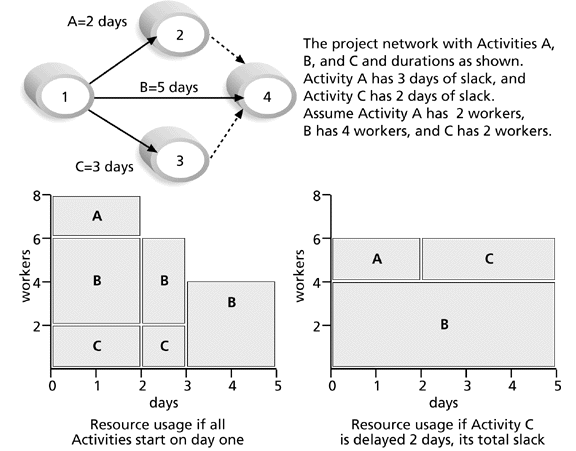 A=2 days
2
B=5 days
1
4
3
C=3 days
The project network with Activities A,
B, and C and durations as shown.
Activity A has 3 days of slack, and
Activity C has 2 days of slack.
Assume Activity A has 2 workers,
B has 4 workers, and C has 2 workers.
8
6
4
2
workers
A
B
B
B
C
C
0 1 2 3 4 5
days
Resource usage if all
Activities start on day one
8
6
4
2
workers
A
C
B
0 1 2 3 4 5
days
Resource usage if Activity C
is delayed 2 days, its total slack